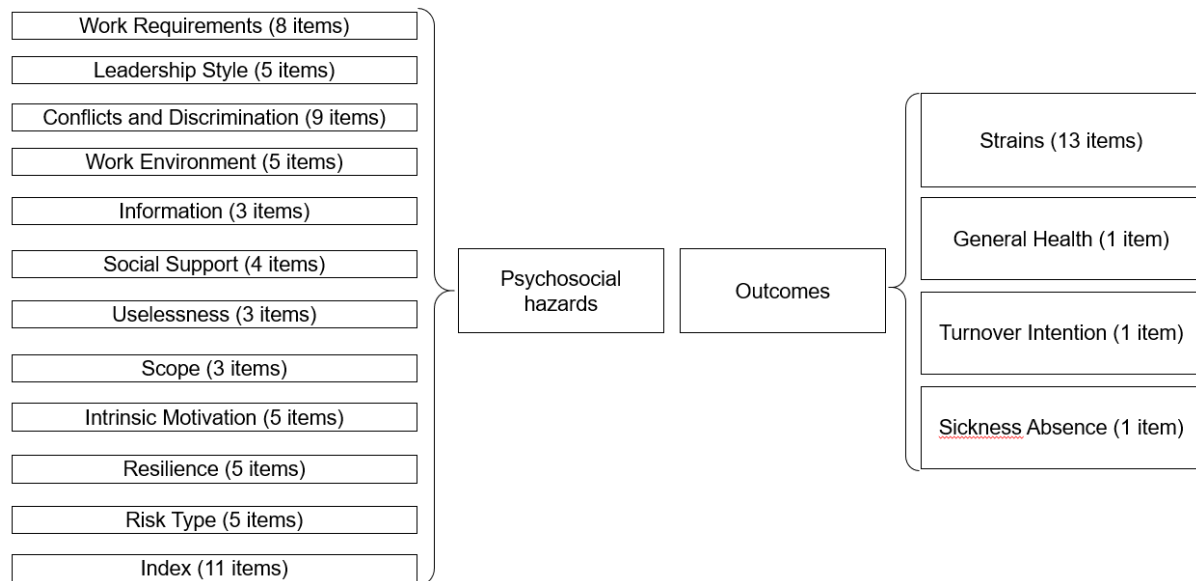 Work Requirements (8 items)
Leadership Style (5 items)
Conflicts and Discrimination (9 items)
Work Environment (5 items)
Information (3 items)
Social Support (4 items)
Uselessness (3 items)
Scope (3 items)
Intrinsic Motivation (5 items)
Resilience (5 items)
Risk Type (5 items)
Index (11 items)
Psychosocial
hazards
Outcomes
Strains (13 items)
General Health (1 item)
Turnover Intention (1 item)
Sickness Absence (1 item)